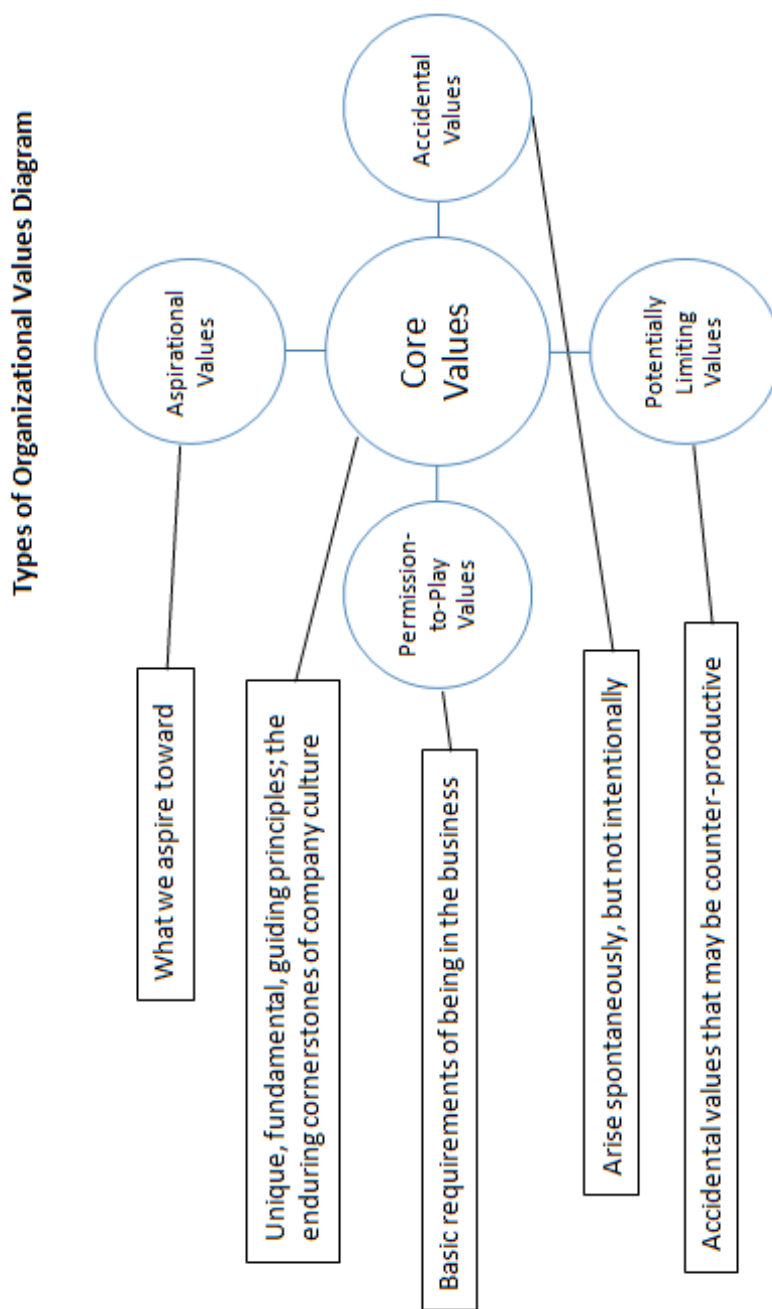 Types of Organizational Values Diagram
What we aspire toward
Aspirational
Values
Unique, fundamental, guiding principles; the
enduring cornerstones of company culture
Core
Values
Basic requirements of being in the business
Permission-
to-Play
Values
Accidental
Values
Arise spontaneously, but not intentionally
Potentially
Limiting
Values
Accidental values that may be counter-productive